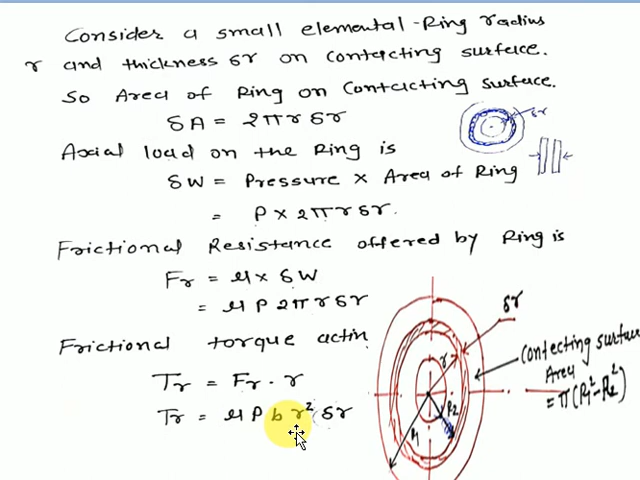 Consider a small elemental Ring radius
r and thickness δr on contacting surface.
So Area of Ring on Contacting surface.
δA = 2πr δr
δr
Axial load on the Ring is
δW = Pressure × Area of Ring
= P × 2πr δr.
Frictional Resistance offered by Ring is
Fr = μ × δW
= μ P 2πr δr
Frictional torque actin
Tr = Fr · r
Tr = μ P b r² δr
δr
r
R1
R2
Contecting surface
Area
= π(R1² - R2²)